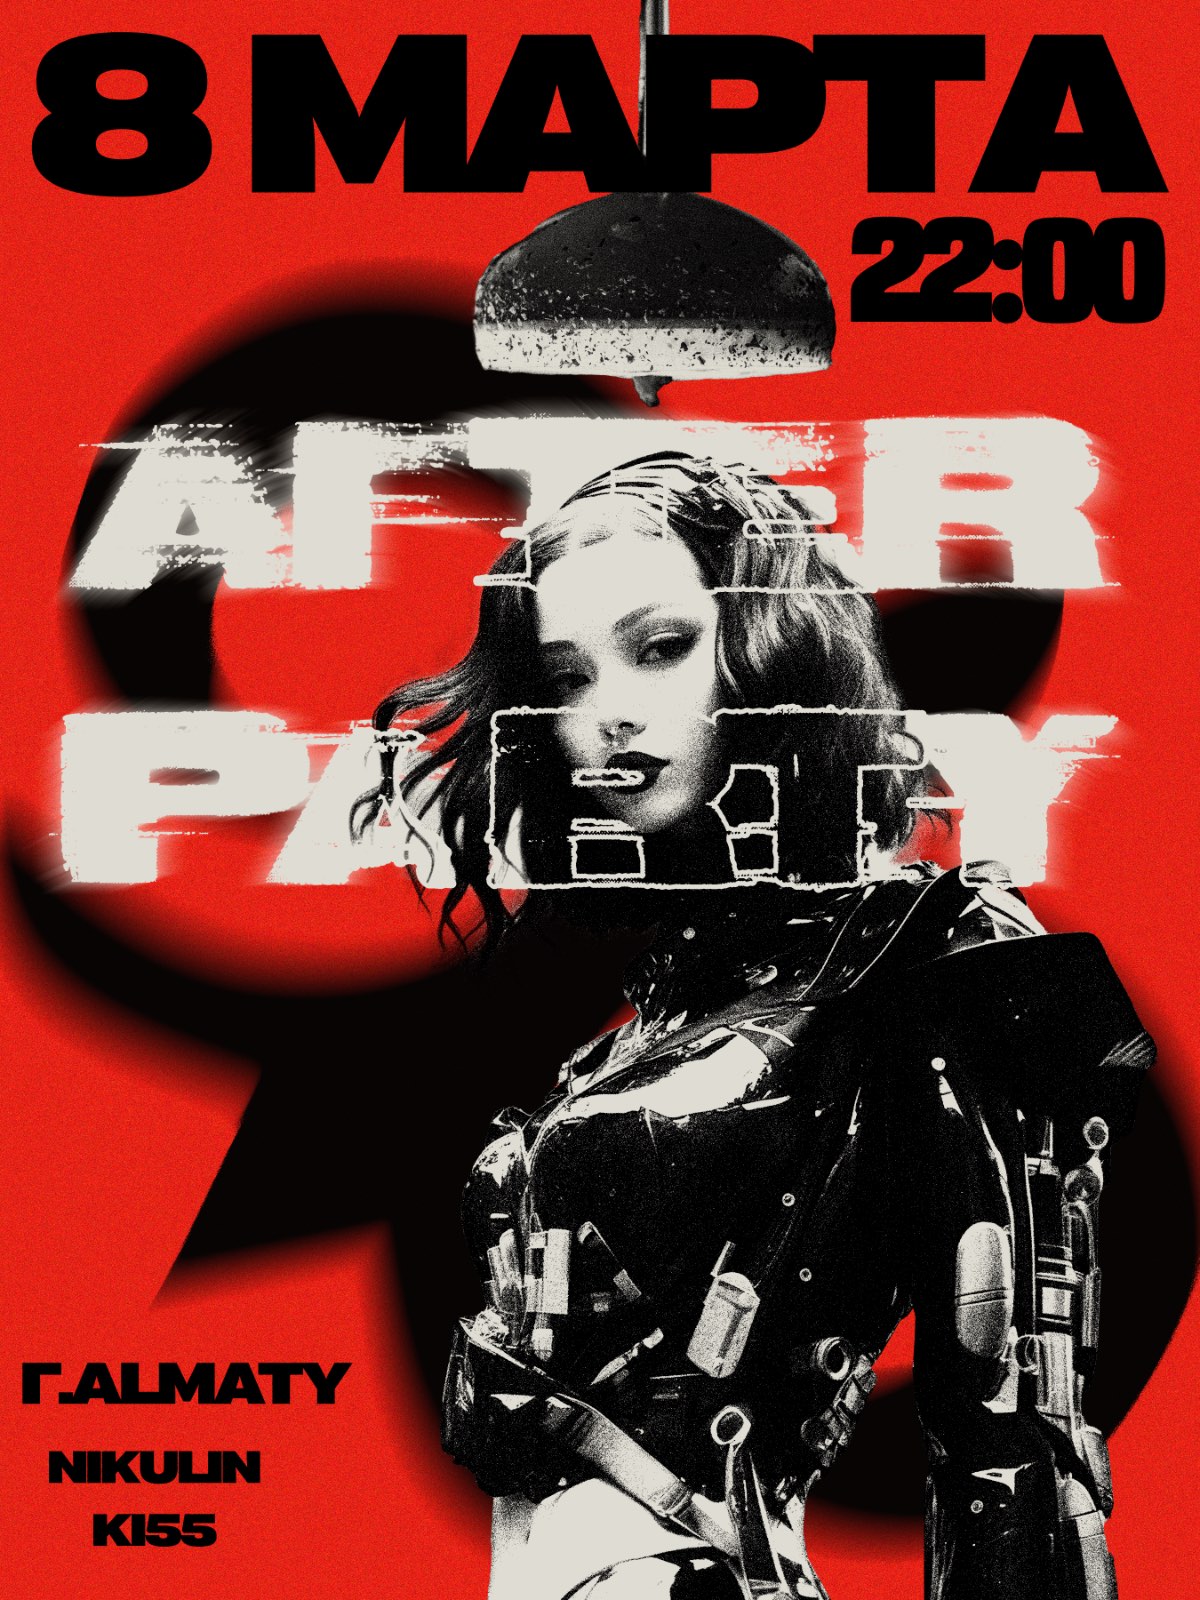 8 МАРТА
22:00
AFTER
PARTY
Г.ALMATY
NIKULIN
KI55